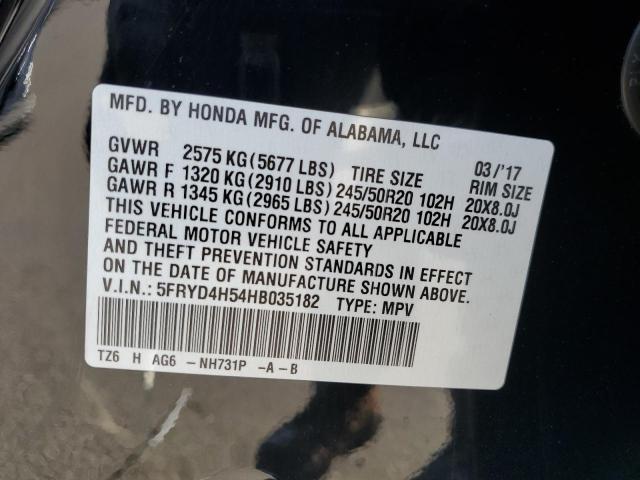 MFD. BY HONDA MFG. OF ALABAMA, LLC
GVWR 2575 KG (5677 LBS) TIRE SIZE 03/'17 RIM SIZE
GAWR F 1320 KG (2910 LBS) 245/50R20 102H 20X8.0J
GAWR R 1345 KG (2965 LBS) 245/50R20 102H 20X8.0J
THIS VEHICLE CONFORMS TO ALL APPLICABLE
FEDERAL MOTOR VEHICLE SAFETY
AND THEFT PREVENTION STANDARDS IN EFFECT
ON THE DATE OF MANUFACTURE SHOWN ABOVE.
V.I.N.: 5FRYD4H54HB035182 TYPE: MPV
TZ6 H AG6 -NH731P -A-B